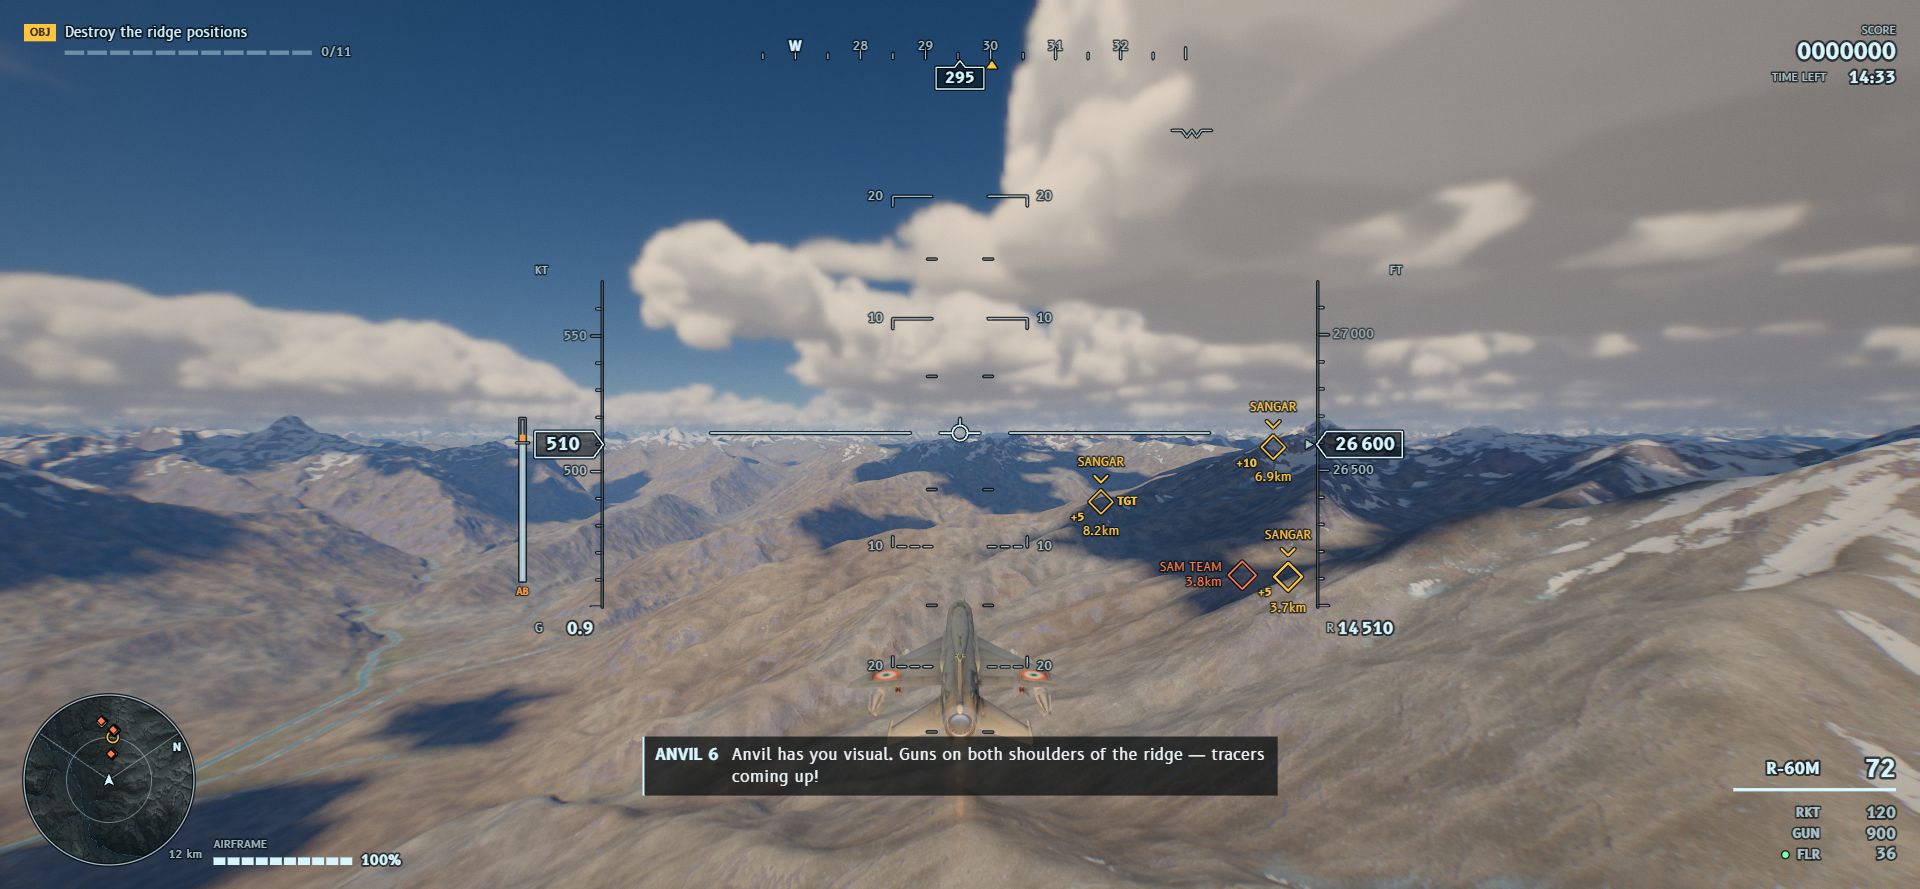 OBJ Destroy the ridge positions
0/11
W 28 29 30 31 32
295
SCORE
0000000
TIME LEFT 14:33
20 20
10 10
KT
550
510
500
AB
G 0.9
FT
27 000
26 600
26 500
R 14 510
SANGAR
+10
6.9km
SANGAR
TGT
+5
8.2km
10 10
SANGAR
SAM TEAM
3.8km
+5
3.7km
20 20
ANVIL 6 Anvil has you visual. Guns on both shoulders of the ridge — tracers
coming up!
N
12 km
AIRFRAME
100%
R-60M 72
RKT 120
GUN 900
FLR 36